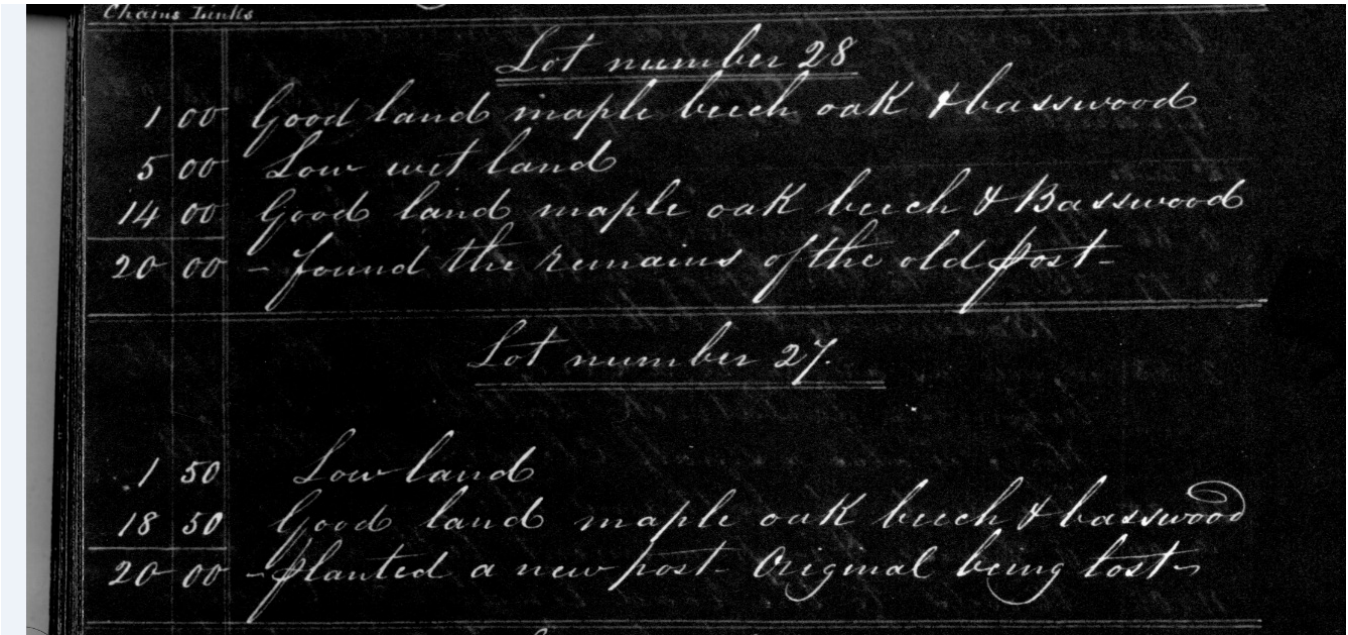 Chains Links
Lot number 28
1 00 Good land maple beech oak & basswood
5 00 Low wet land
14 00 Good land maple oak beech & Basswood
20 00 - found the remains of the old post -
Lot number 27.
1 50 Low land
18 50 Good land maple oak beech & basswood
20 00 - planted a new post - Original being lost -